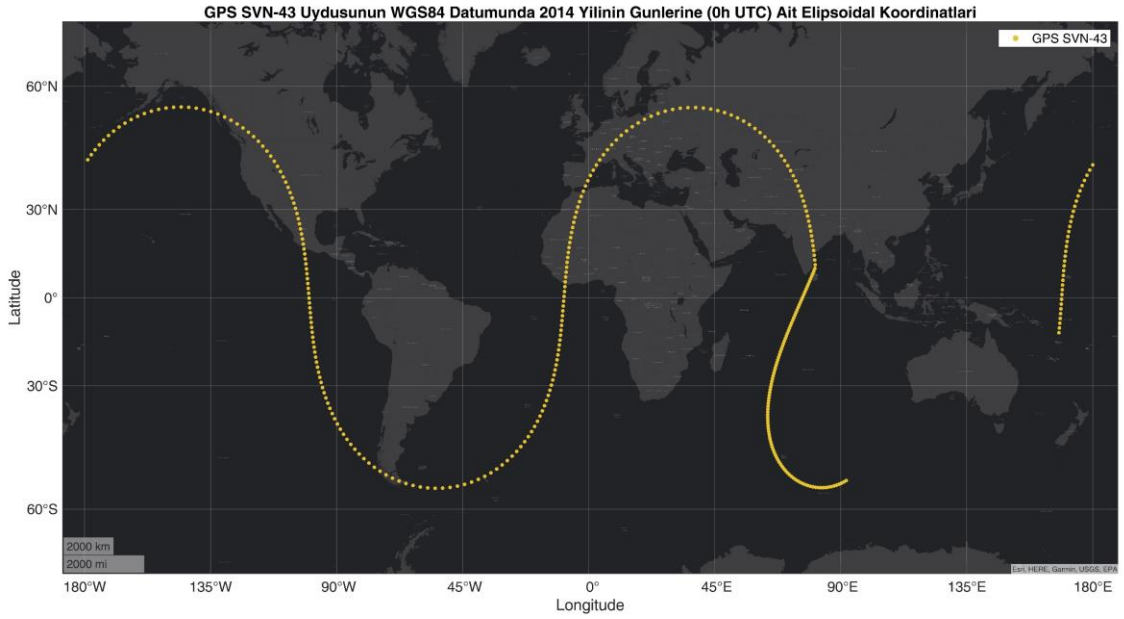 GPS SVN-43 Uydusunun WGS84 Datumunda 2014 Yilinin Gunlerine (0h UTC) Ait Elipsoidal Koordinatlari
GPS SVN-43
60°N
30°N
0°
30°S
60°S
Latitude
2000 km
2000 mi
Esri, HERE, Garmin, USGS, EPA
180°W
135°W
90°W
45°W
0°
45°E
90°E
135°E
180°E
Longitude